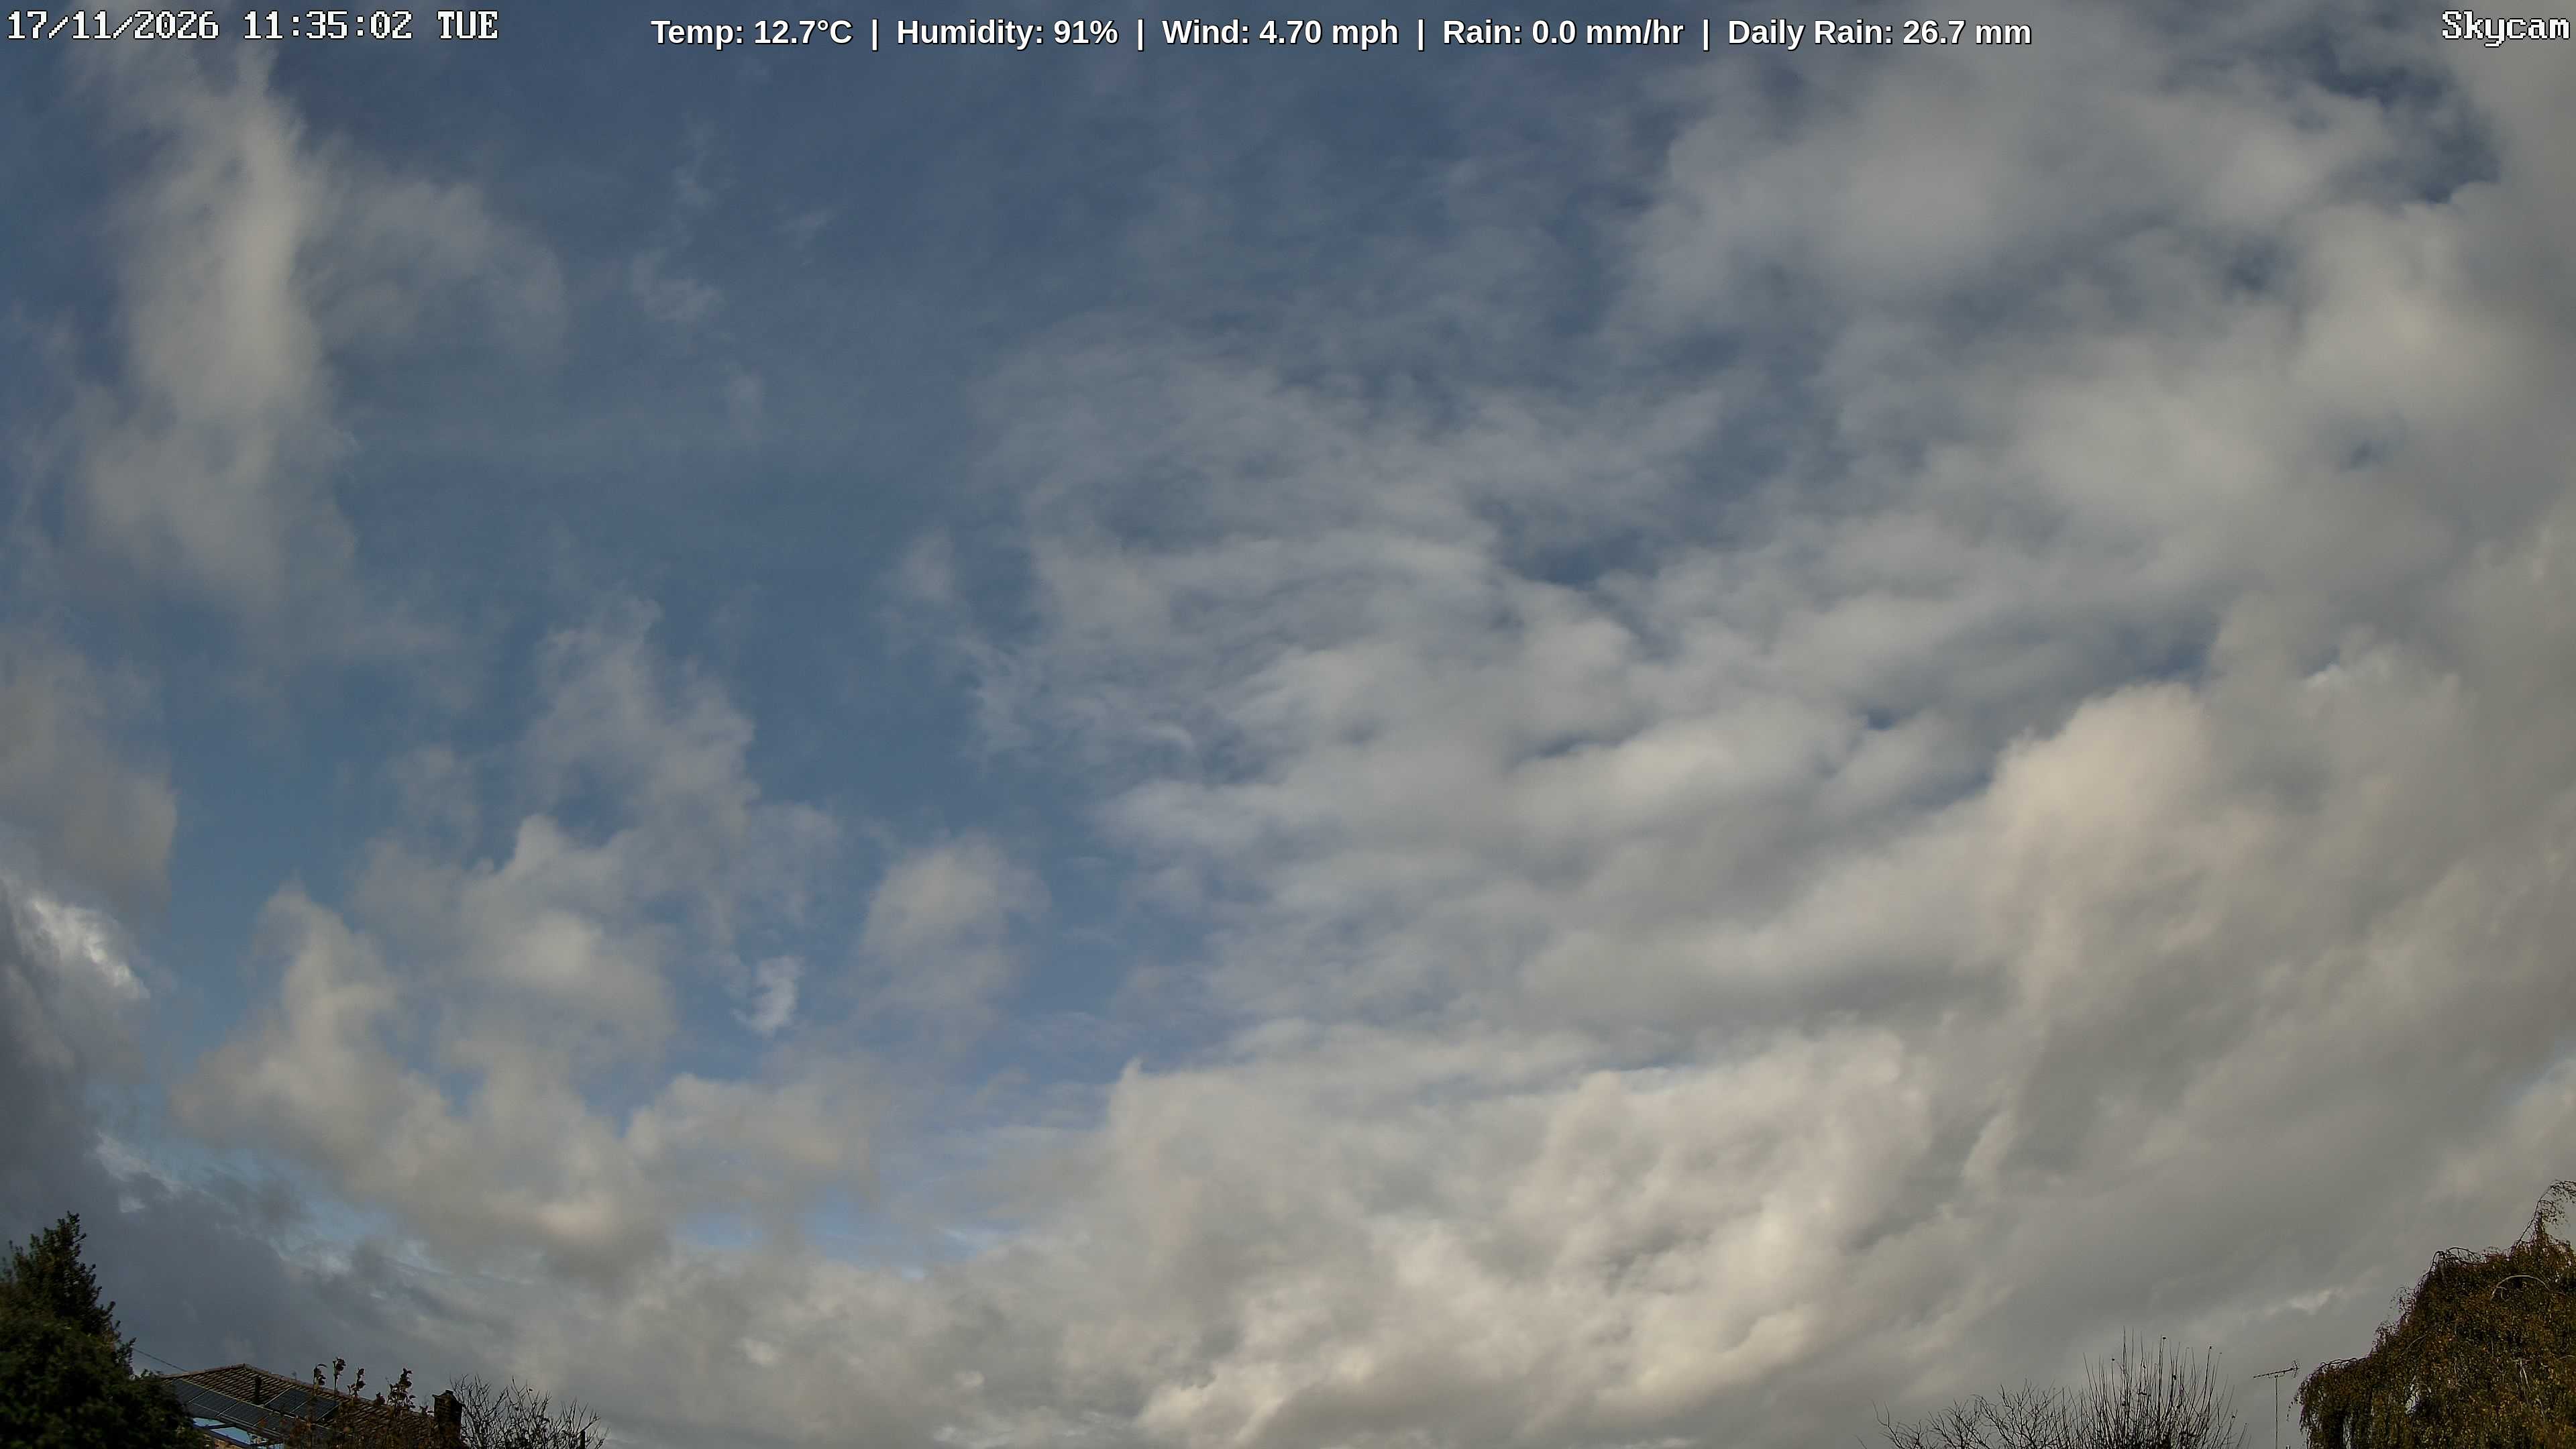 17/11/2026 11:35:02 TUE
Temp: 12.7°C | Humidity: 91% | Wind: 4.70 mph | Rain: 0.0 mm/hr | Daily Rain: 26.7 mm
Skycam